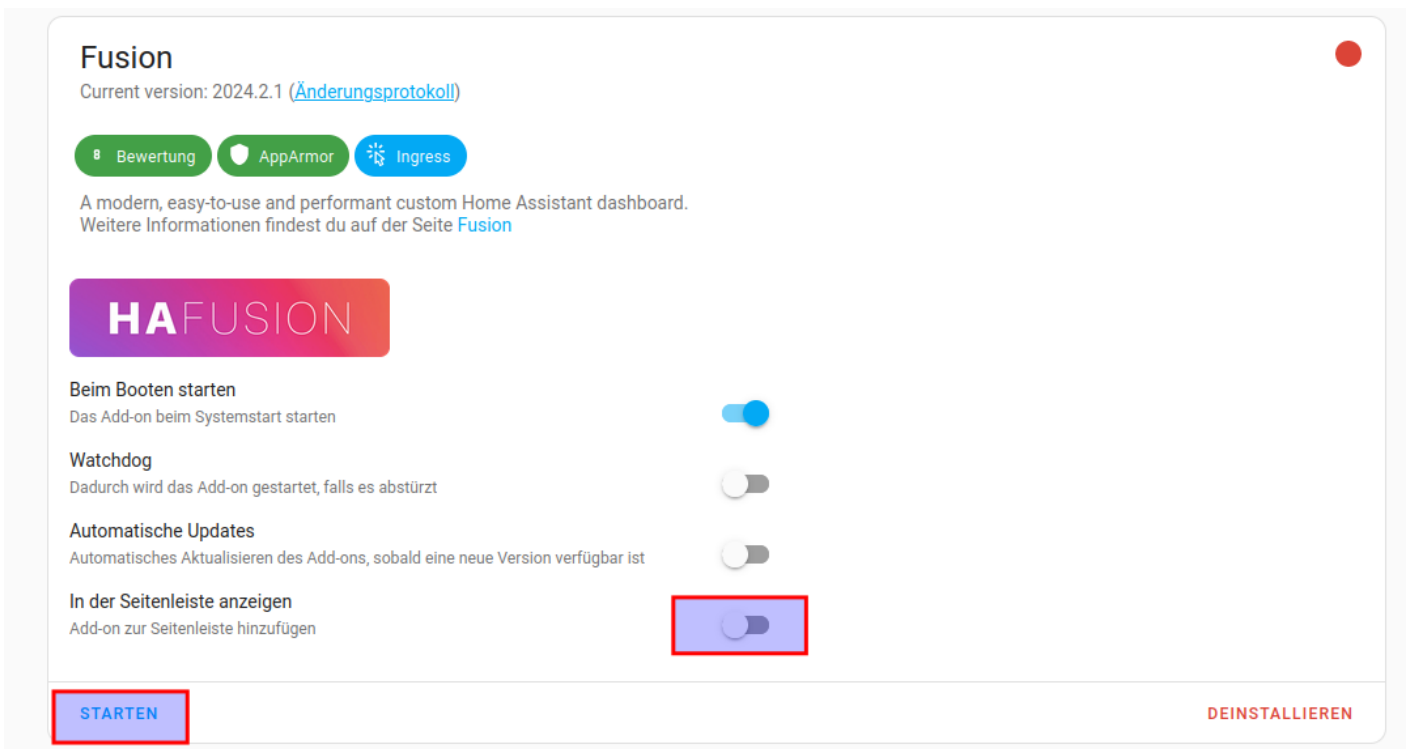 Fusion
Current version: 2024.2.1 (Änderungsprotokoll)
8 Bewertung AppArmor Ingress
A modern, easy-to-use and performant custom Home Assistant dashboard.
Weitere Informationen findest du auf der Seite Fusion
HAFUSION
Beim Booten starten
Das Add-on beim Systemstart starten
Watchdog
Dadurch wird das Add-on gestartet, falls es abstürzt
Automatische Updates
Automatisches Aktualisieren des Add-ons, sobald eine neue Version verfügbar ist
In der Seitenleiste anzeigen
Add-on zur Seitenleiste hinzufügen
STARTEN DEINSTALLIEREN